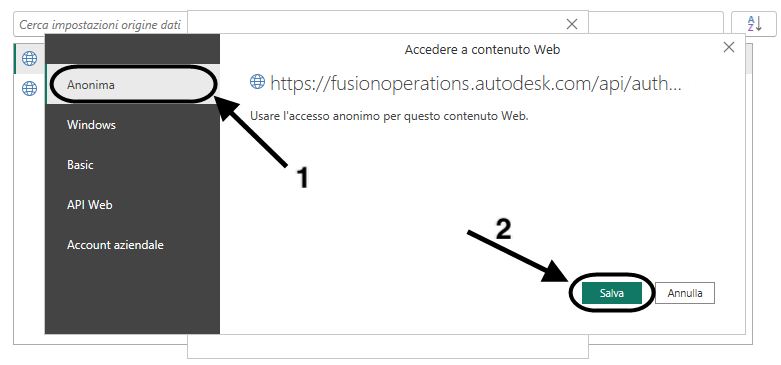 Cerca impostazioni origine dati
Accedere a contenuto Web
Anonima
Windows
Basic
API Web
Account aziendale
https://fusionoperations.autodesk.com/api/auth...
Usare l'accesso anonimo per questo contenuto Web.
1
2
Salva
Annulla
A
Z